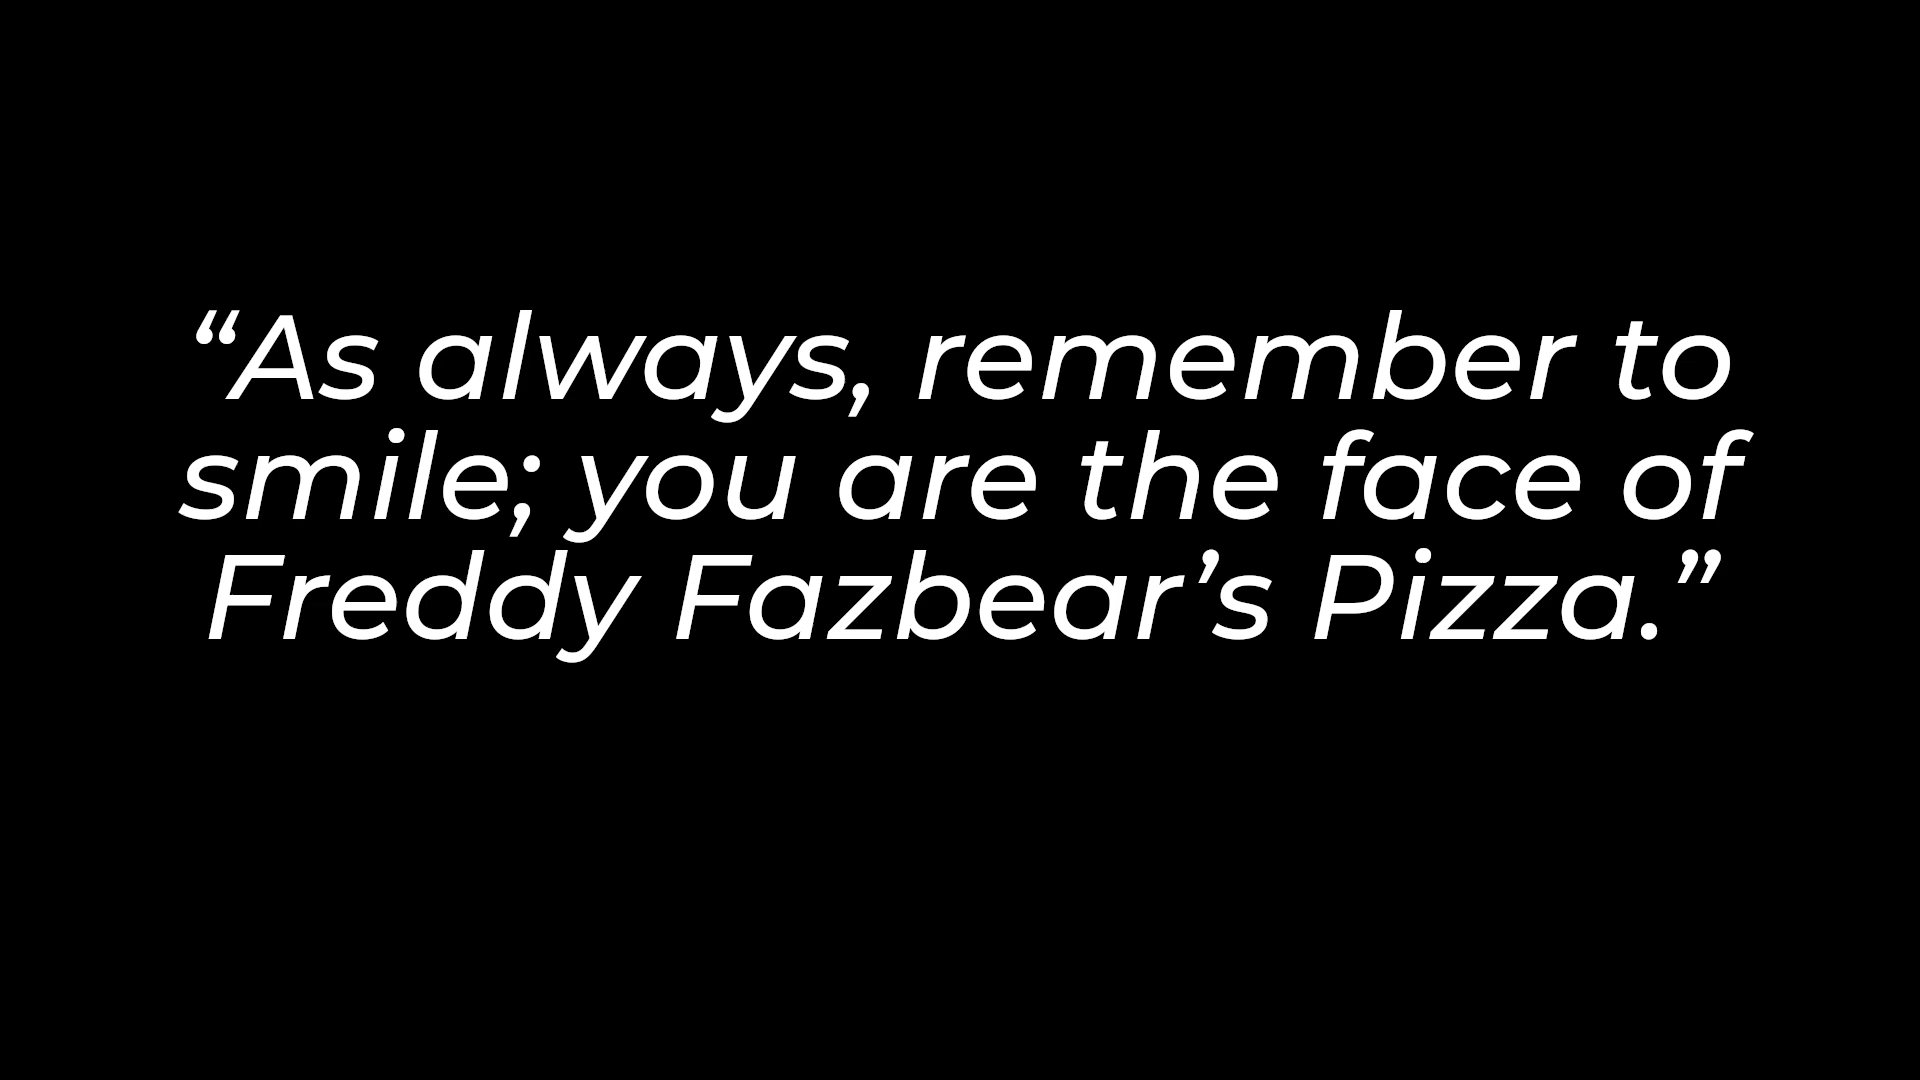 “As always, remember to
smile; you are the face of
Freddy Fazbear’s Pizza.”